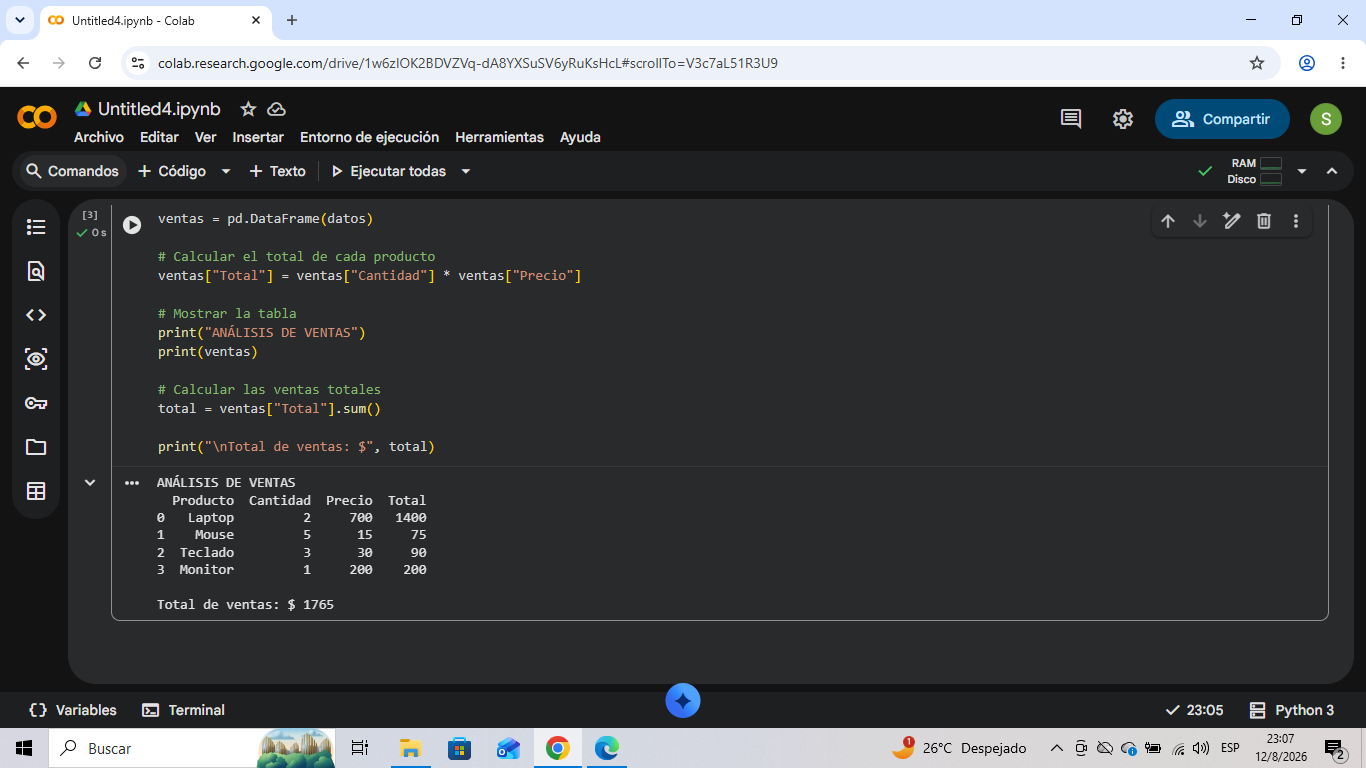 Untitled4.ipynb - Colab
colab.research.google.com/drive/1w6zIOK2BDVZVq-dA8YXSuSV6yRuKsHcL#scrollTo=V3c7aL51R3U9
Untitled4.ipynb
Archivo Editar Ver Insertar Entorno de ejecución Herramientas Ayuda
Compartir
S
Comandos + Código + Texto Ejecutar todas
RAM
Disco
[3]
0 s
ventas = pd.DataFrame(datos)
# Calcular el total de cada producto
ventas["Total"] = ventas["Cantidad"] * ventas["Precio"]
# Mostrar la tabla
print("ANÁLISIS DE VENTAS")
print(ventas)
# Calcular las ventas totales
total = ventas["Total"].sum()
print("\nTotal de ventas: $", total)
ANÁLISIS DE VENTAS
Producto Cantidad Precio Total
0 Laptop 2 700 1400
1 Mouse 5 15 75
2 Teclado 3 30 90
3 Monitor 1 200 200
Total de ventas: $ 1765
{} Variables Terminal
23:05 Python 3
Buscar
1
26°C Despejado
ESP
23:07
12/8/2026
2